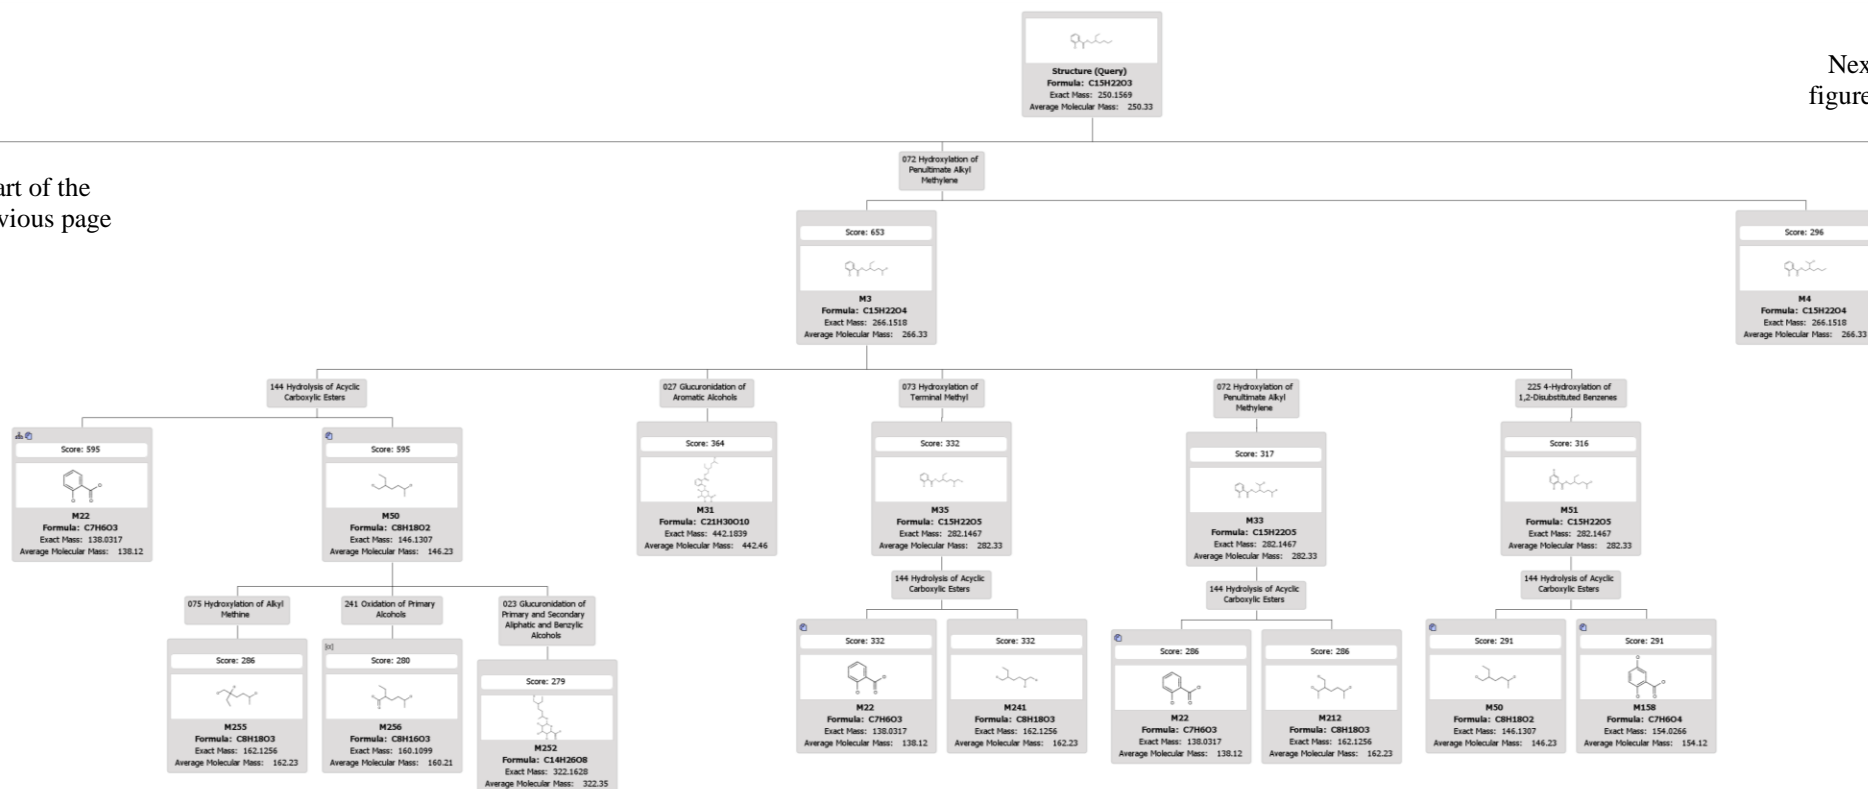 Structure (Query)
Formula: C15H22O3
Exact Mass: 250.1569
Average Molecular Mass: 250.33
Nex
figure
art of the
vious page
072 Hydroxylation of
Penultimate Alkyl
Methylene
Score: 653
M3
Formula: C15H22O4
Exact Mass: 266.1518
Average Molecular Mass: 266.33
Score: 296
M4
Formula: C15H22O4
Exact Mass: 266.1518
Average Molecular Mass: 266.33
144 Hydrolysis of Acyclic
Carboxylic Esters
027 Glucuronidation of
Aromatic Alcohols
073 Hydroxylation of
Terminal Methyl
072 Hydroxylation of
Penultimate Alkyl
Methylene
225 4-Hydroxylation of
1,2-Disubstituted Benzenes
Score: 595
M22
Formula: C7H6O3
Exact Mass: 138.0317
Average Molecular Mass: 138.12
Score: 595
M50
Formula: C8H18O2
Exact Mass: 146.1307
Average Molecular Mass: 146.23
Score: 364
M31
Formula: C21H30O10
Exact Mass: 442.1839
Average Molecular Mass: 442.46
Score: 332
M35
Formula: C15H22O5
Exact Mass: 282.1467
Average Molecular Mass: 282.33
Score: 317
M33
Formula: C15H22O5
Exact Mass: 282.1467
Average Molecular Mass: 282.33
Score: 316
M51
Formula: C15H22O5
Exact Mass: 282.1467
Average Molecular Mass: 282.33
075 Hydroxylation of Alkyl
Methine
241 Oxidation of Primary
Alcohols
023 Glucuronidation of
Primary and Secondary
Aliphatic and Benzylic
Alcohols
144 Hydrolysis of Acyclic
Carboxylic Esters
144 Hydrolysis of Acyclic
Carboxylic Esters
144 Hydrolysis of Acyclic
Carboxylic Esters
Score: 286
M255
Formula: C8H18O3
Exact Mass: 162.1256
Average Molecular Mass: 162.23
Score: 280
M256
Formula: C8H16O3
Exact Mass: 160.1099
Average Molecular Mass: 160.21
Score: 279
M252
Formula: C14H26O8
Exact Mass: 322.1628
Average Molecular Mass: 322.35
Score: 332
M22
Formula: C7H6O3
Exact Mass: 138.0317
Average Molecular Mass: 138.12
Score: 332
M241
Formula: C8H18O3
Exact Mass: 162.1256
Average Molecular Mass: 162.23
Score: 286
M22
Formula: C7H6O3
Exact Mass: 138.0317
Average Molecular Mass: 138.12
Score: 286
M212
Formula: C8H18O3
Exact Mass: 162.1256
Average Molecular Mass: 162.23
Score: 291
M50
Formula: C8H18O2
Exact Mass: 146.1307
Average Molecular Mass: 146.23
Score: 291
M158
Formula: C7H6O4
Exact Mass: 154.0266
Average Molecular Mass: 154.12